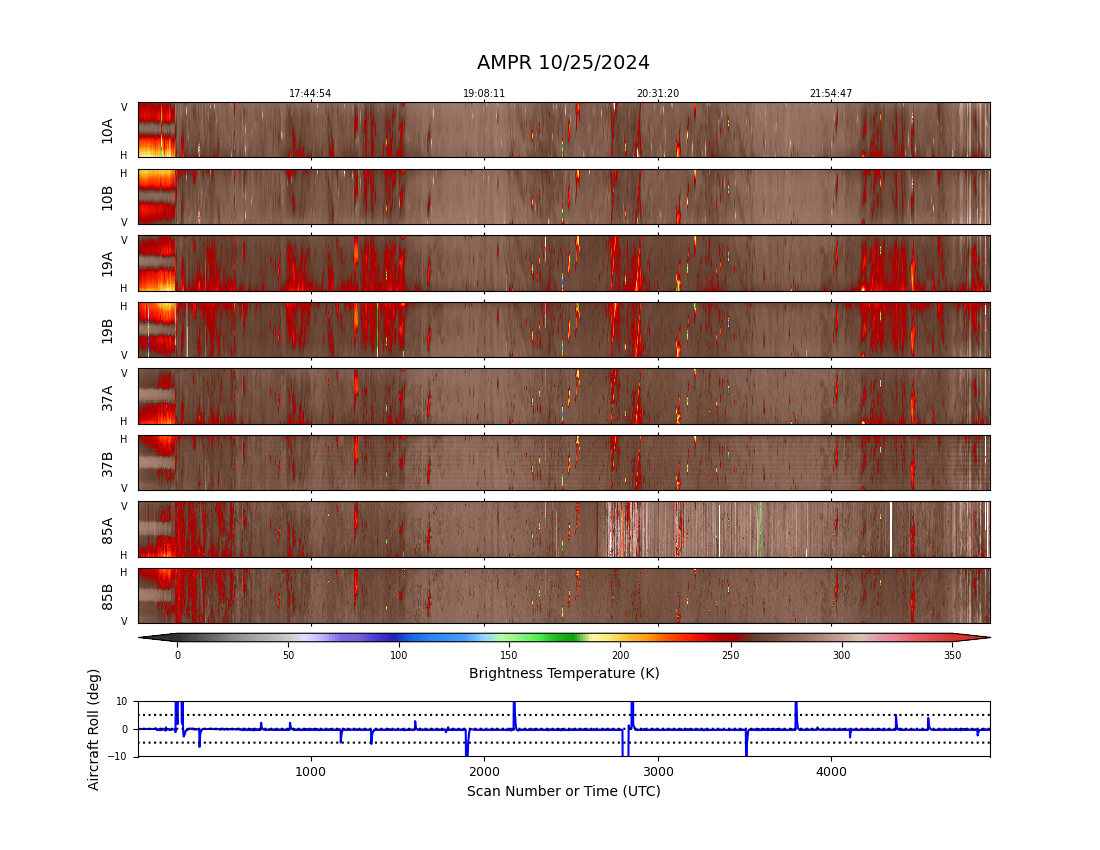 AMPR 10/25/2024
17:44:54 19:08:11 20:31:20 21:54:47
V
10A
H
H
10B
V
V
19A
H
H
19B
V
V
37A
H
H
37B
V
V
85A
H
H
85B
V
0 50 100 150 200 250 300 350
Brightness Temperature (K)
Aircraft Roll (deg)
10
0
−10
1000 2000 3000 4000
Scan Number or Time (UTC)